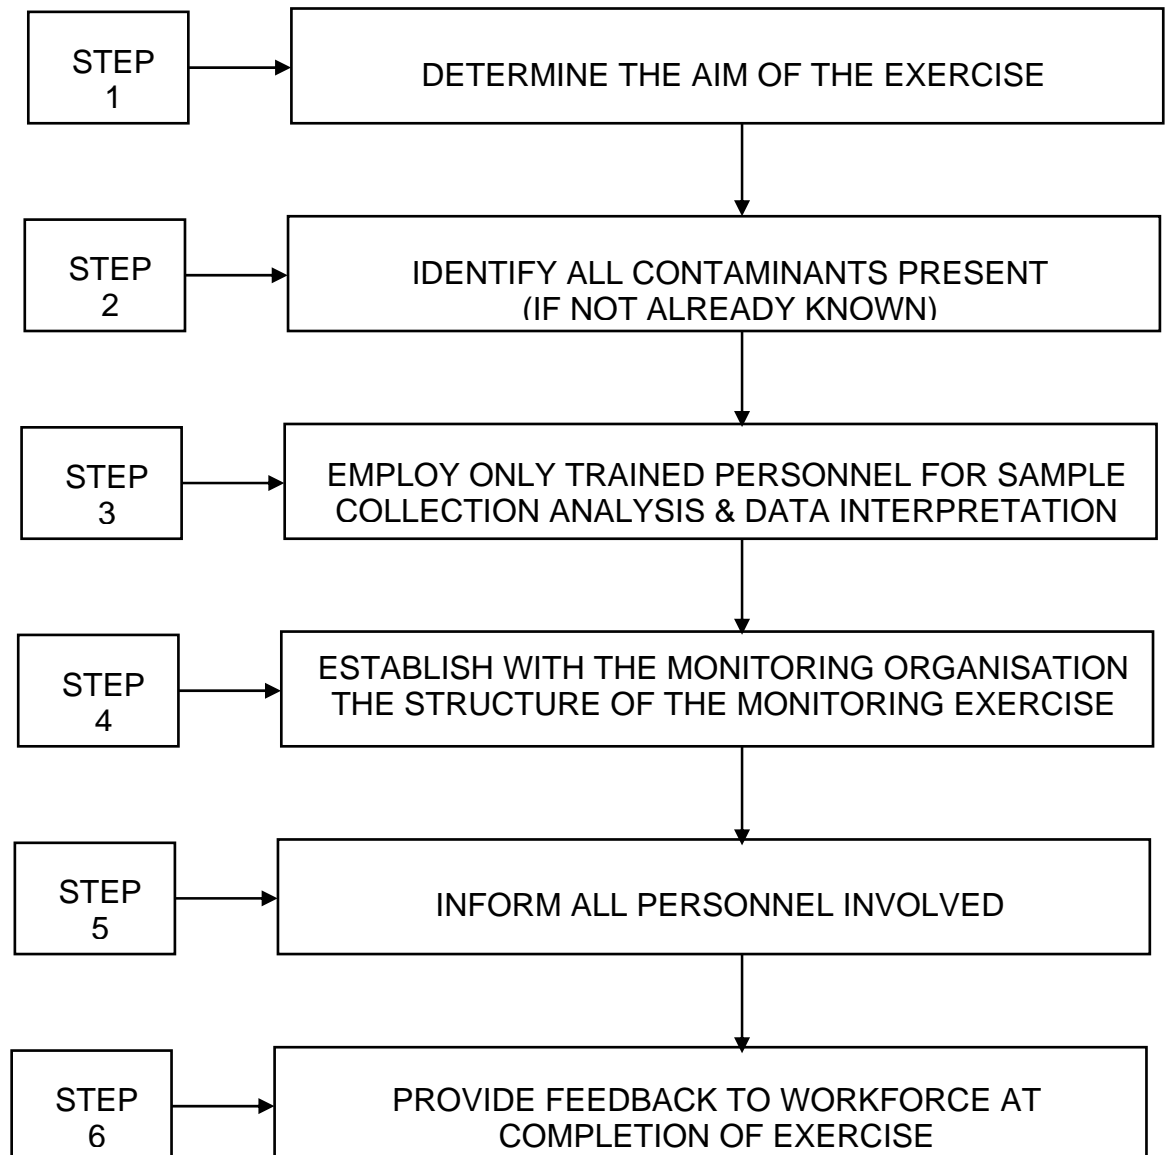 STEP
1
DETERMINE THE AIM OF THE EXERCISE
STEP
2
IDENTIFY ALL CONTAMINANTS PRESENT
(IF NOT ALREADY KNOWN)
STEP
3
EMPLOY ONLY TRAINED PERSONNEL FOR SAMPLE
COLLECTION ANALYSIS & DATA INTERPRETATION
STEP
4
ESTABLISH WITH THE MONITORING ORGANISATION
THE STRUCTURE OF THE MONITORING EXERCISE
STEP
5
INFORM ALL PERSONNEL INVOLVED
STEP
6
PROVIDE FEEDBACK TO WORKFORCE AT
COMPLETION OF EXERCISE